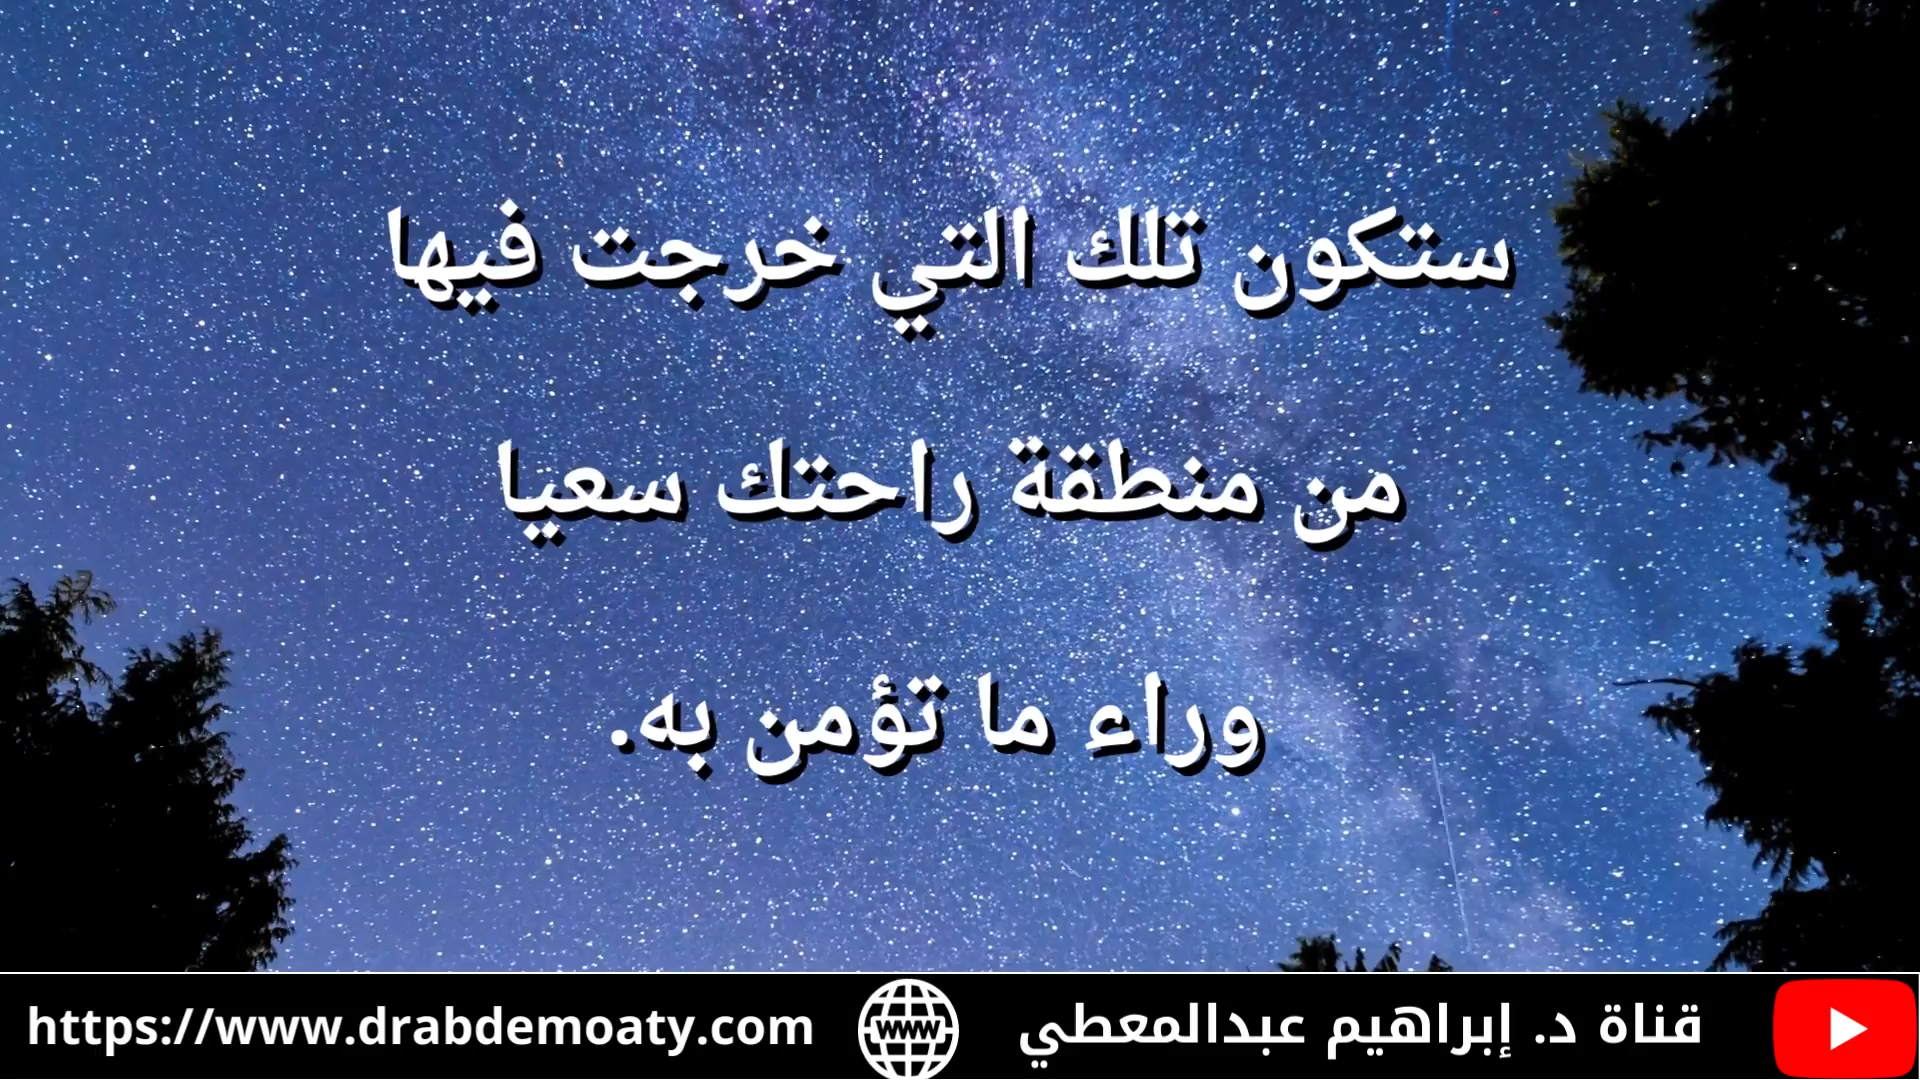 ستكون تلك التي خرجت فيها
من منطقة راحتك سعيا
وراء ما تؤمن به.
قناة د. إبراهيم عبدالمعطي
WWW
https://www.drabdemoaty.com